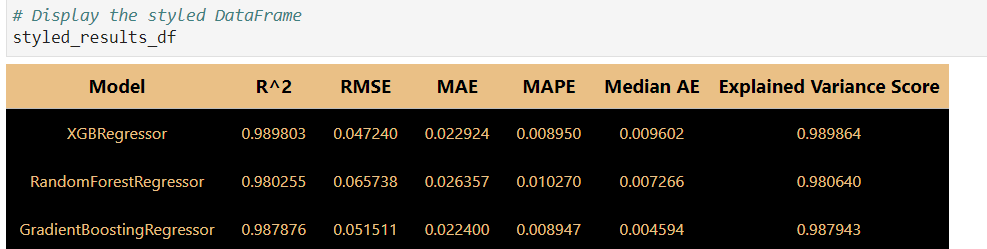 # Display the styled DataFrame
styled_results_df
Model R^2 RMSE MAE MAPE Median AE Explained Variance Score
XGBRegressor 0.989803 0.047240 0.022924 0.008950 0.009602 0.989864
RandomForestRegressor 0.980255 0.065738 0.026357 0.010270 0.007266 0.980640
GradientBoostingRegressor 0.987876 0.051511 0.022400 0.008947 0.004594 0.987943